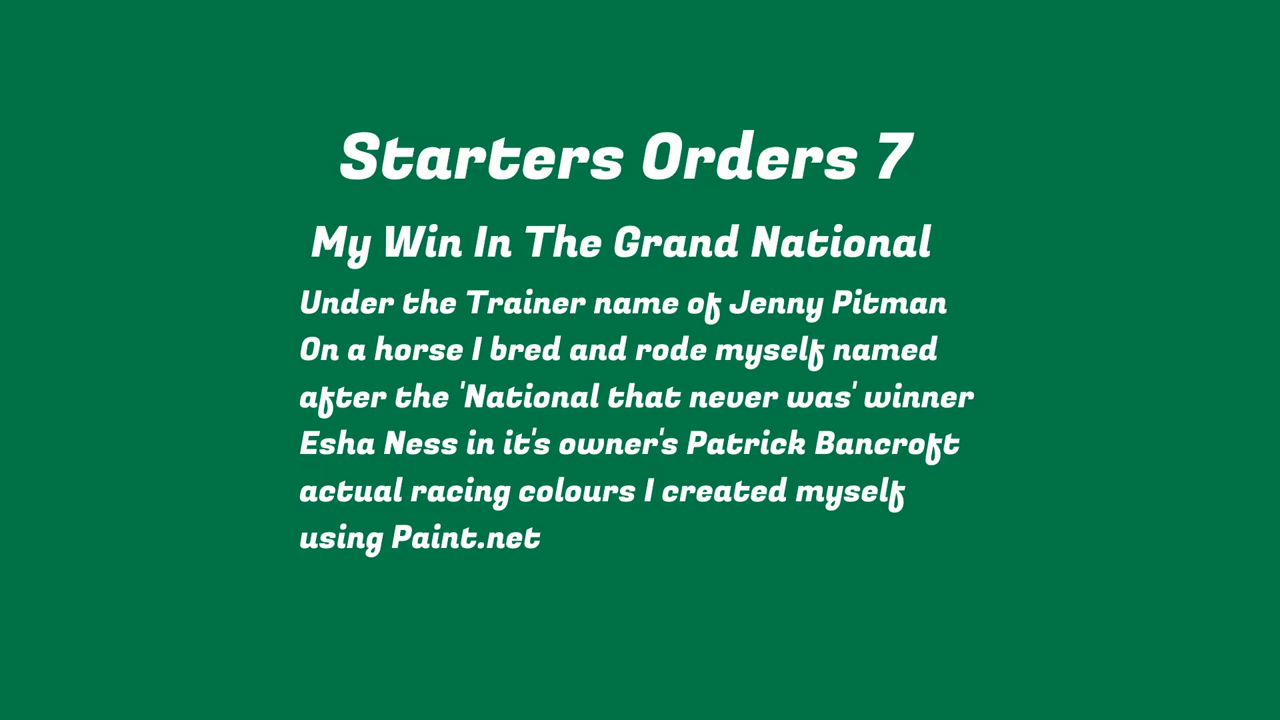 Starters Orders 7
My Win In The Grand National
Under the Trainer name of Jenny Pitman
On a horse I bred and rode myself named
after the 'National that never was' winner
Esha Ness in it's owner's Patrick Bancroft
actual racing colours I created myself
using Paint.net